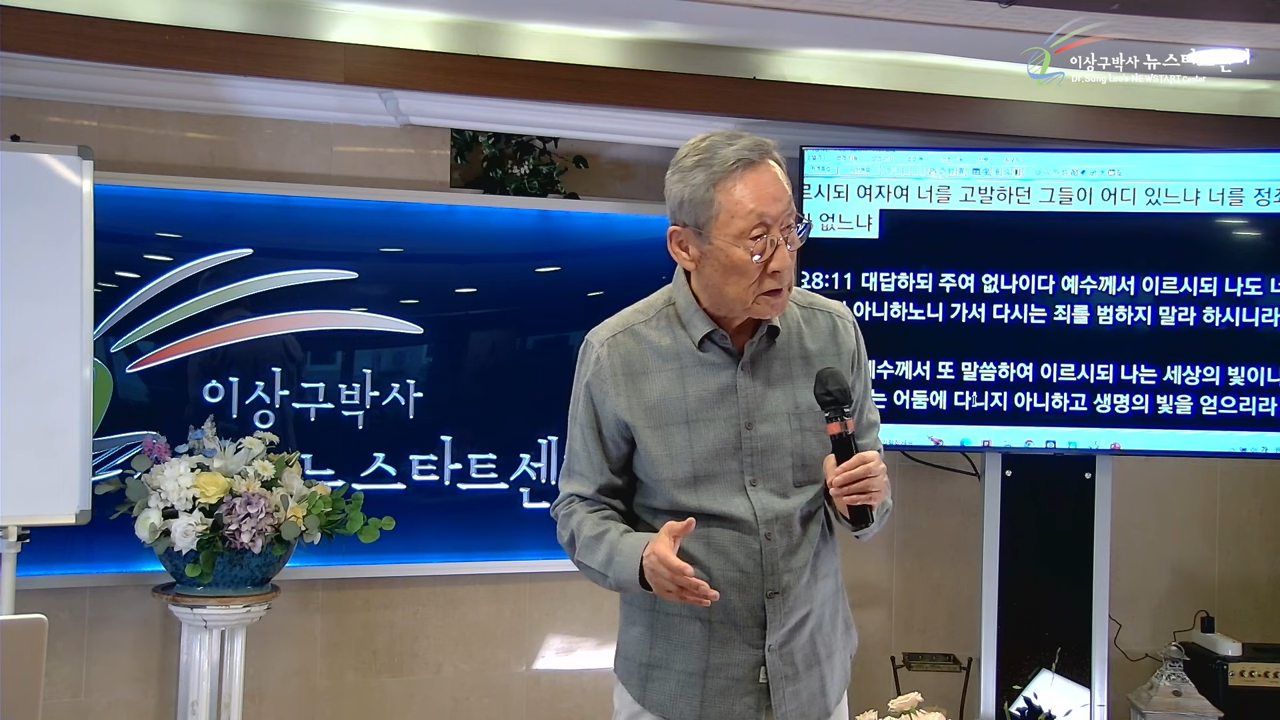 이상구박사 뉴스타트센터
Dr. Sang Lee's NEWSTART Center
르시되 여자여 너를 고발하던 그들이 어디 있느냐 너를
없느냐
8:11 대답하되 주여 없나이다 예수께서 이르시되 나도
아니하노니 가서 다시는 죄를 범하지 말라 하시니라
예수께서 또 말씀하여 이르시되 나는 세상의 빛이니
는 어둠에 다니지 아니하고 생명의 빛을 얻으리라
이상구박사
뉴스타트센